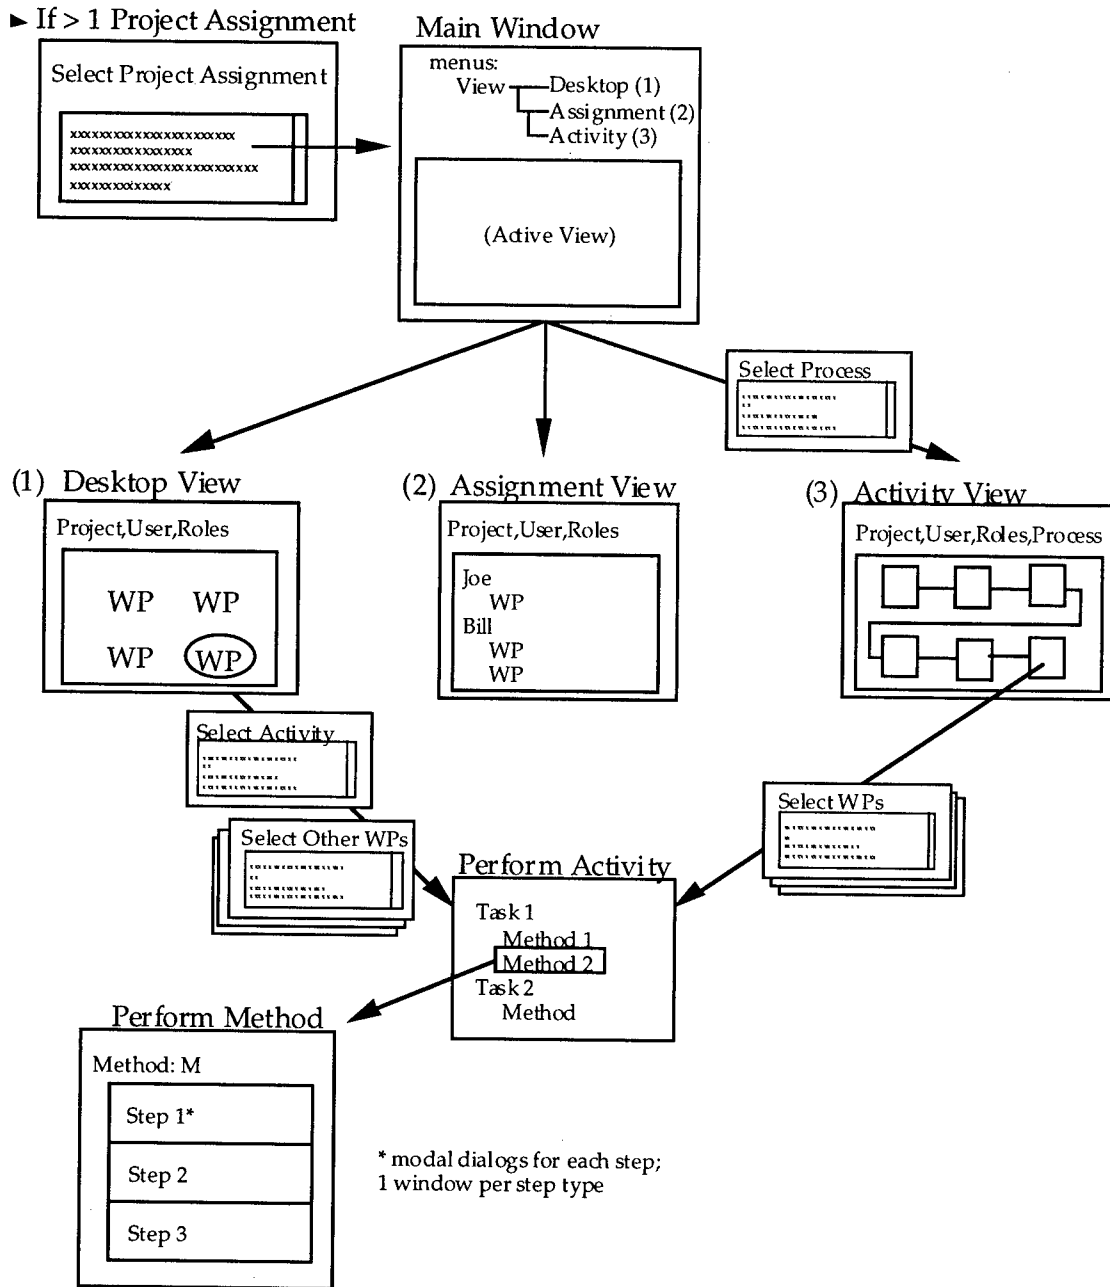 ► If > 1 Project Assignment
Select Project Assignment
xxxxxxxxxxxxxxxxxxxxxxx
xxxxxxxxxxxxxxxxx
xxxxxxxxxxxxxxxxxxxxxxxxxx
xxxxxxxxxxxxxx
Main Window
menus:
View
Desktop (1)
Assignment (2)
Activity (3)
(Active View)
Select Process
(1) Desktop View
Project,User,Roles
WP WP
WP WP
(2) Assignment View
Project,User,Roles
Joe
WP
Bill
WP
WP
(3) Activity View
Project,User,Roles,Process
Select Activity
Select Other WPs
Select WPs
Perform Activity
Task 1
Method 1
Method 2
Task 2
Method
Perform Method
Method: M
Step 1*
Step 2
Step 3
* modal dialogs for each step;
1 window per step type